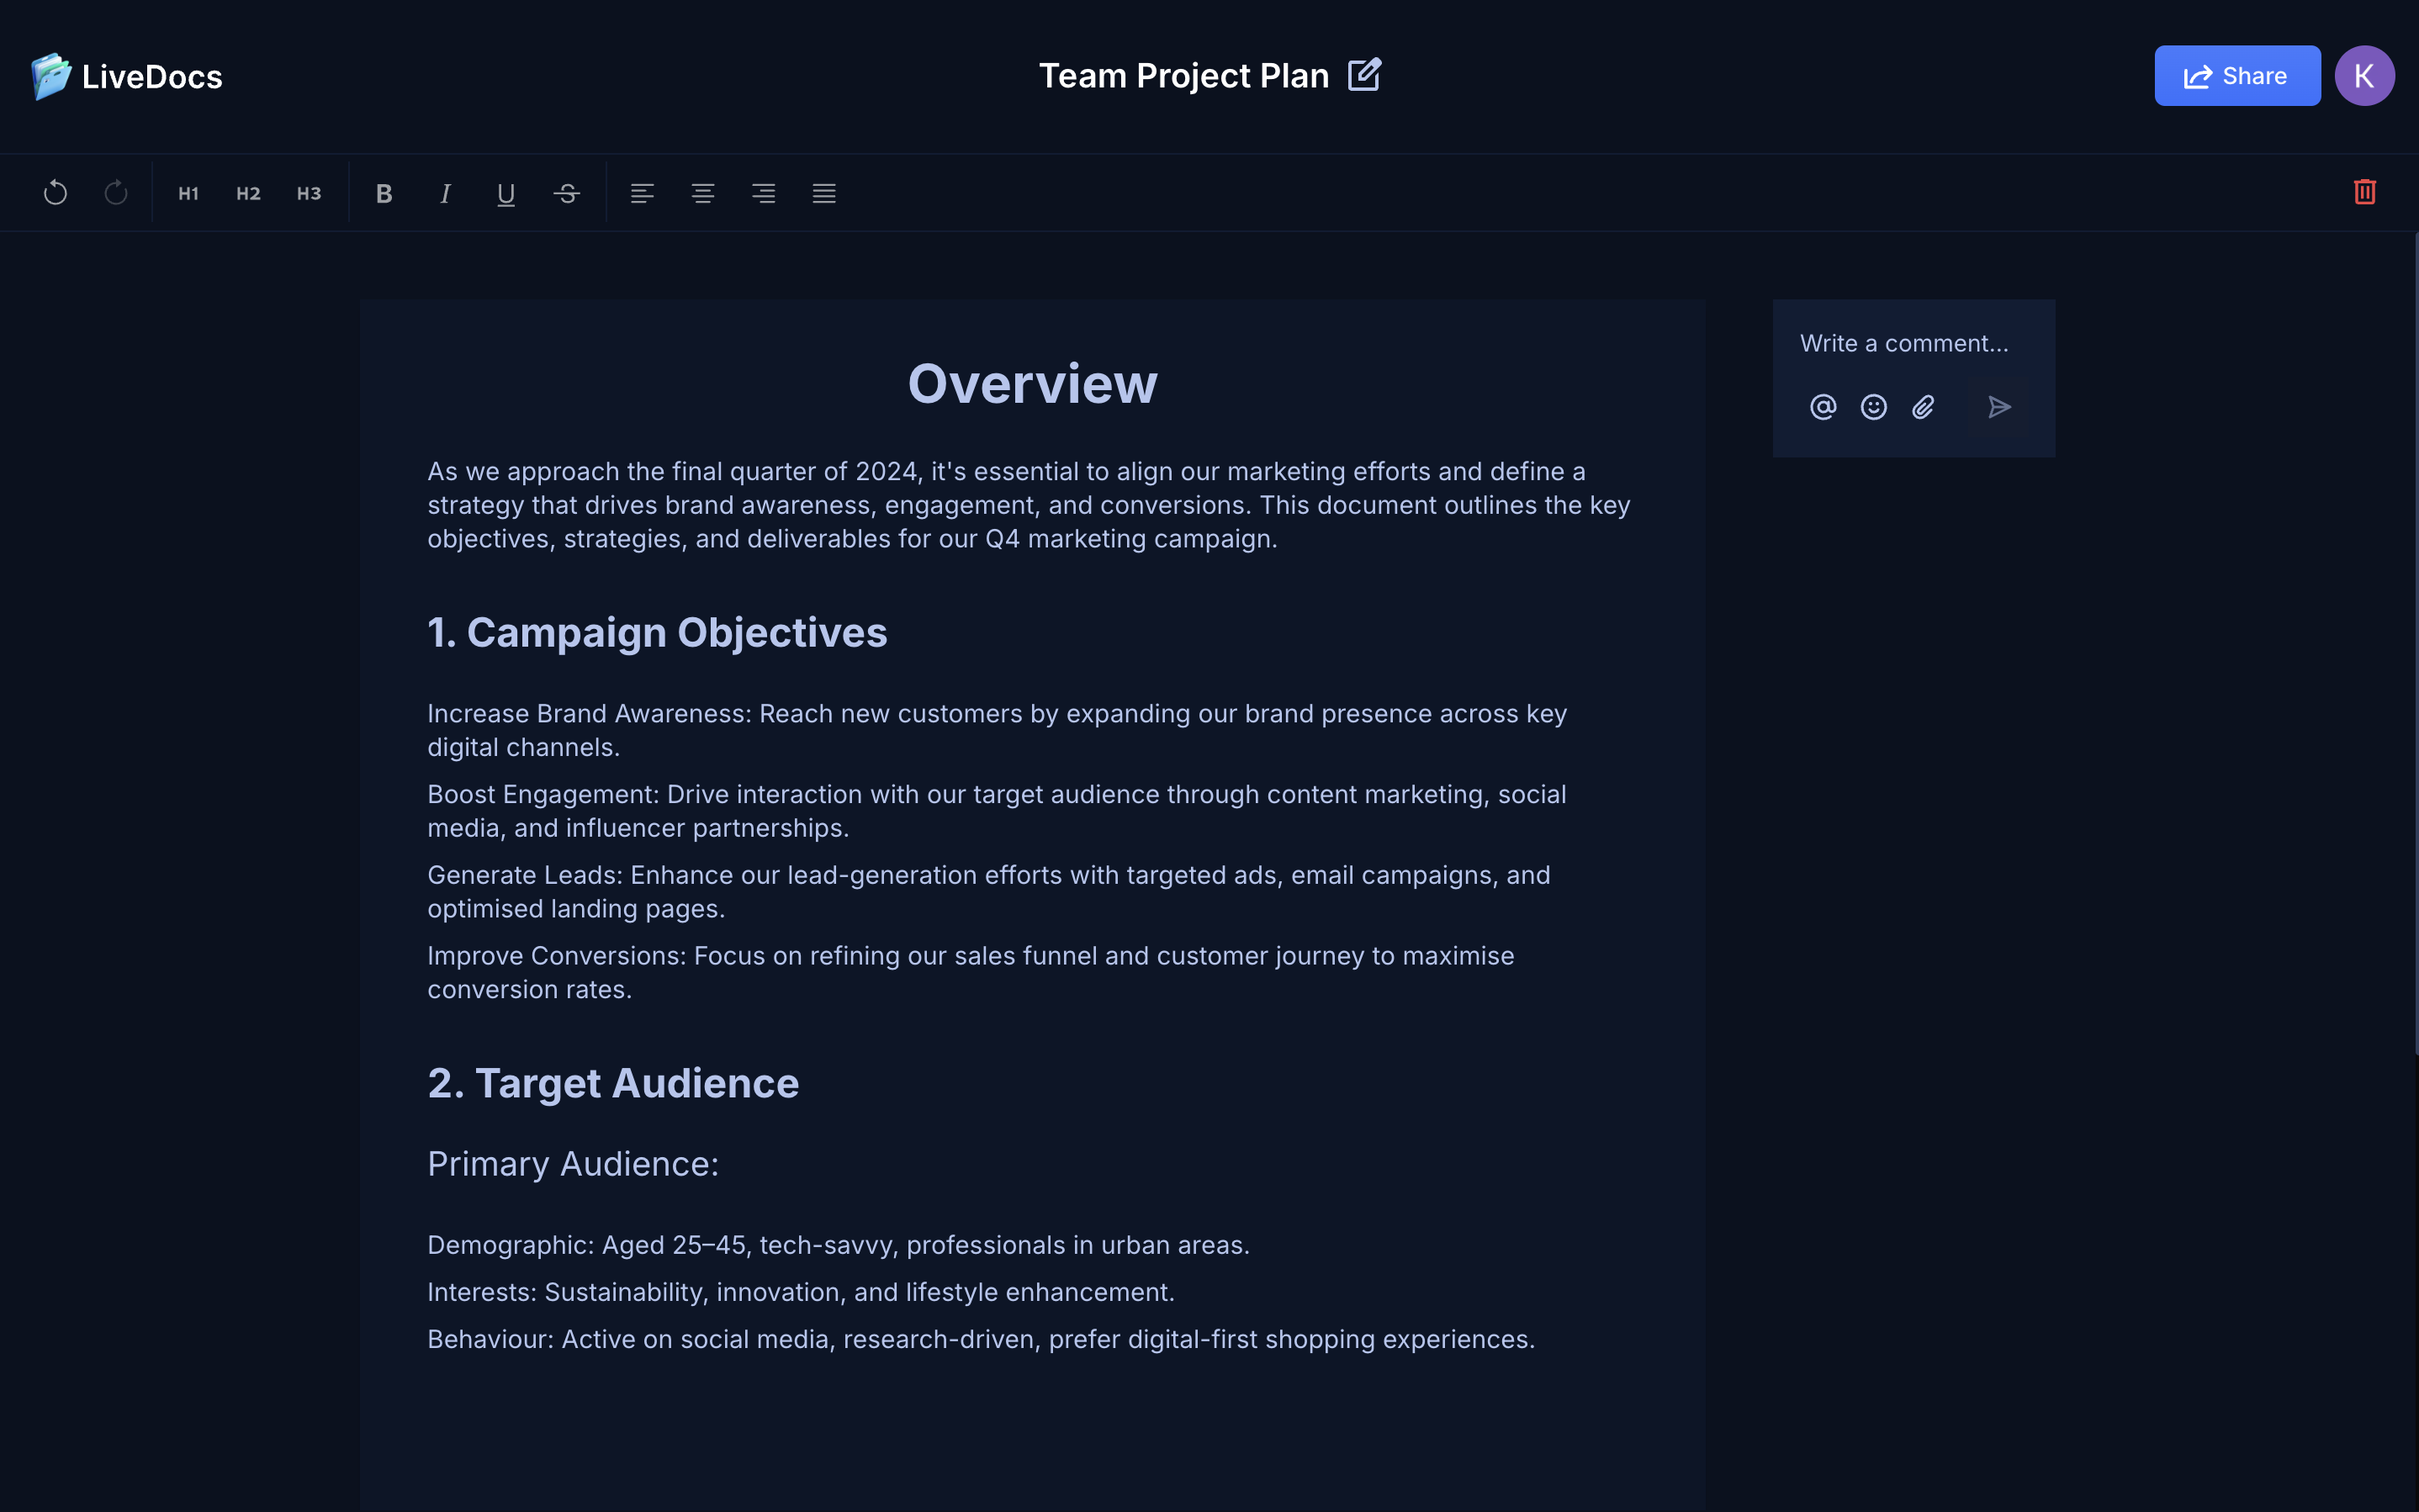 LiveDocs
Team Project Plan
Share
K
H1 H2 H3 B I U S
Overview
Write a comment...
As we approach the final quarter of 2024, it's essential to align our marketing efforts and define a
strategy that drives brand awareness, engagement, and conversions. This document outlines the key
objectives, strategies, and deliverables for our Q4 marketing campaign.
1. Campaign Objectives
Increase Brand Awareness: Reach new customers by expanding our brand presence across key
digital channels.
Boost Engagement: Drive interaction with our target audience through content marketing, social
media, and influencer partnerships.
Generate Leads: Enhance our lead-generation efforts with targeted ads, email campaigns, and
optimised landing pages.
Improve Conversions: Focus on refining our sales funnel and customer journey to maximise
conversion rates.
2. Target Audience
Primary Audience:
Demographic: Aged 25–45, tech-savvy, professionals in urban areas.
Interests: Sustainability, innovation, and lifestyle enhancement.
Behaviour: Active on social media, research-driven, prefer digital-first shopping experiences.